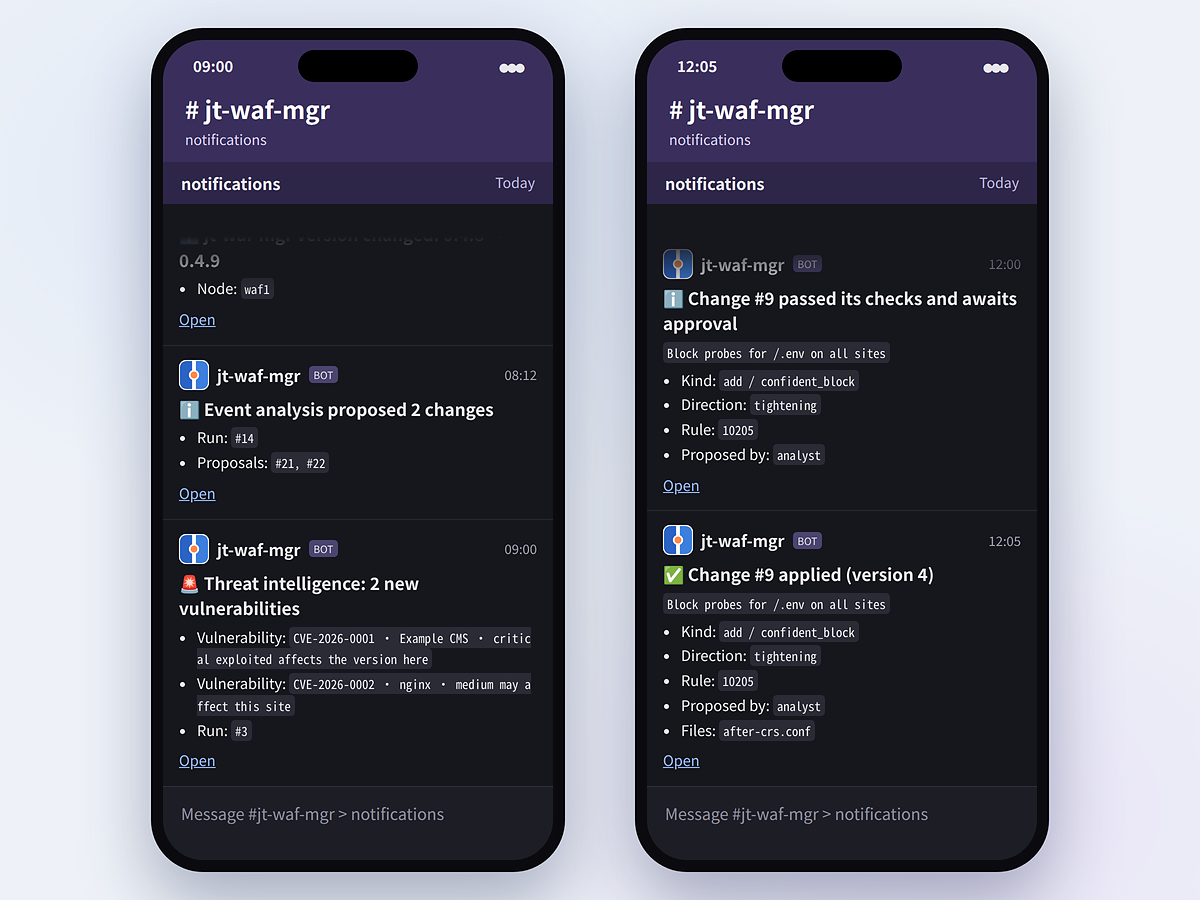 09:00
# jt-waf-mgr
notifications
notifications
Today
jt-waf-mgr version changed:
0.4.9
• Node: waf1
Open
jt-waf-mgr BOT 08:12
ℹ️ Event analysis proposed 2 changes
• Run: #14
• Proposals: #21, #22
Open
jt-waf-mgr BOT 09:00
🚨 Threat intelligence: 2 new
vulnerabilities
• Vulnerability: CVE-2026-0001 · Example CMS · critic
al exploited affects the version here
• Vulnerability: CVE-2026-0002 · nginx · medium may a
ffect this site
• Run: #3
Open
Message #jt-waf-mgr > notifications
12:05
# jt-waf-mgr
notifications
notifications
Today
jt-waf-mgr BOT 12:00
ℹ️ Change #9 passed its checks and awaits
approval
Block probes for /.env on all sites
• Kind: add / confident_block
• Direction: tightening
• Rule: 10205
• Proposed by: analyst
Open
jt-waf-mgr BOT 12:05
✅ Change #9 applied (version 4)
Block probes for /.env on all sites
• Kind: add / confident_block
• Direction: tightening
• Rule: 10205
• Proposed by: analyst
• Files: after-crs.conf
Open
Message #jt-waf-mgr > notifications